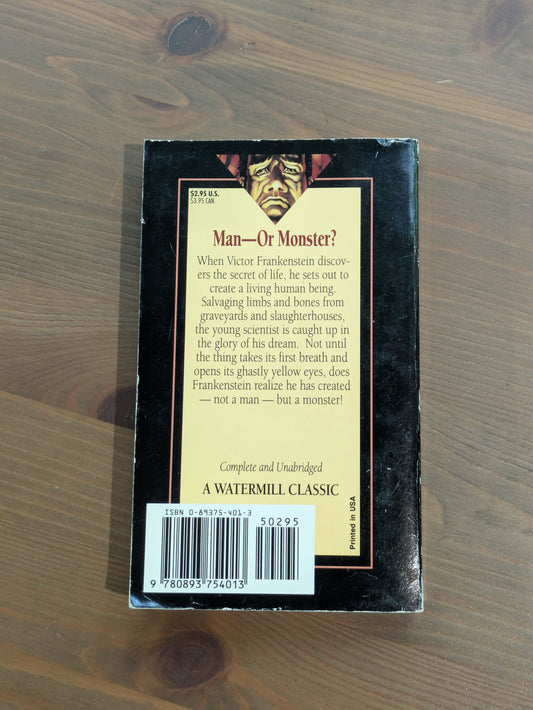 $2.95 U.S.
$3.95 CAN.
Man—Or Monster?
When Victor Frankenstein discov-
ers the secret of life, he sets out to
create a living human being.
Salvaging limbs and bones from
graveyards and slaughterhouses,
the young scientist is caught up in
the glory of his dream. Not until
the thing takes its first breath and
opens its ghastly yellow eyes, does
Frankenstein realize he has created
— not a man — but a monster!
Complete and Unabridged
A WATERMILL CLASSIC
Printed in USA
ISBN 0-89375-401-3
50295
9 780893 754013